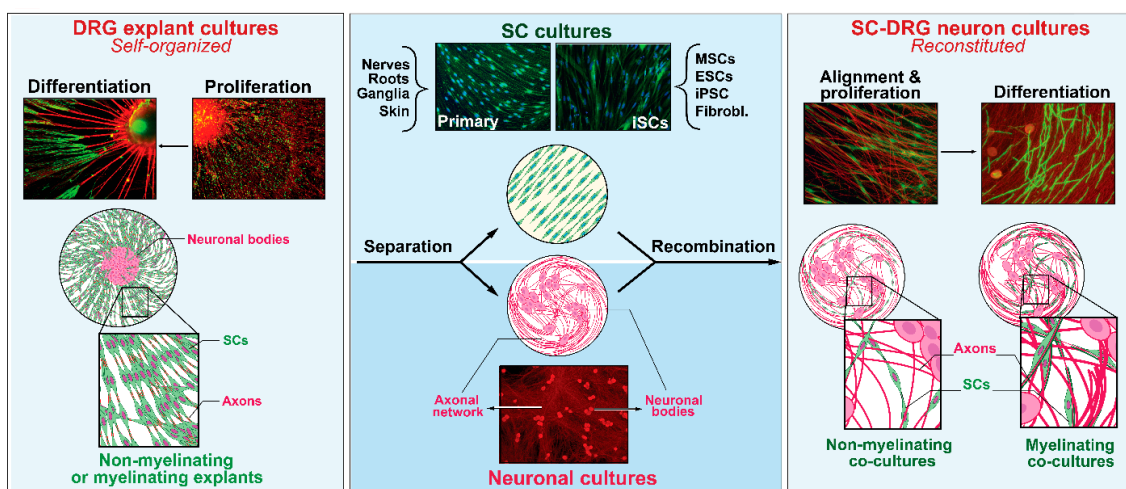 DRG explant cultures
Self-organized
Differentiation
Proliferation
Neuronal bodies
SCs
Axons
Non-myelinating
or myelinating explants
SC cultures
Nerves
Roots
Ganglia
Skin
Primary
iSCs
MSCs
ESCs
iPSC
Fibrobl.
Separation
Recombination
Axonal
network
Neuronal
bodies
Neuronal cultures
SC-DRG neuron cultures
Reconstituted
Alignment &
proliferation
Differentiation
Axons
SCs
Non-myelinating
co-cultures
Myelinating
co-cultures